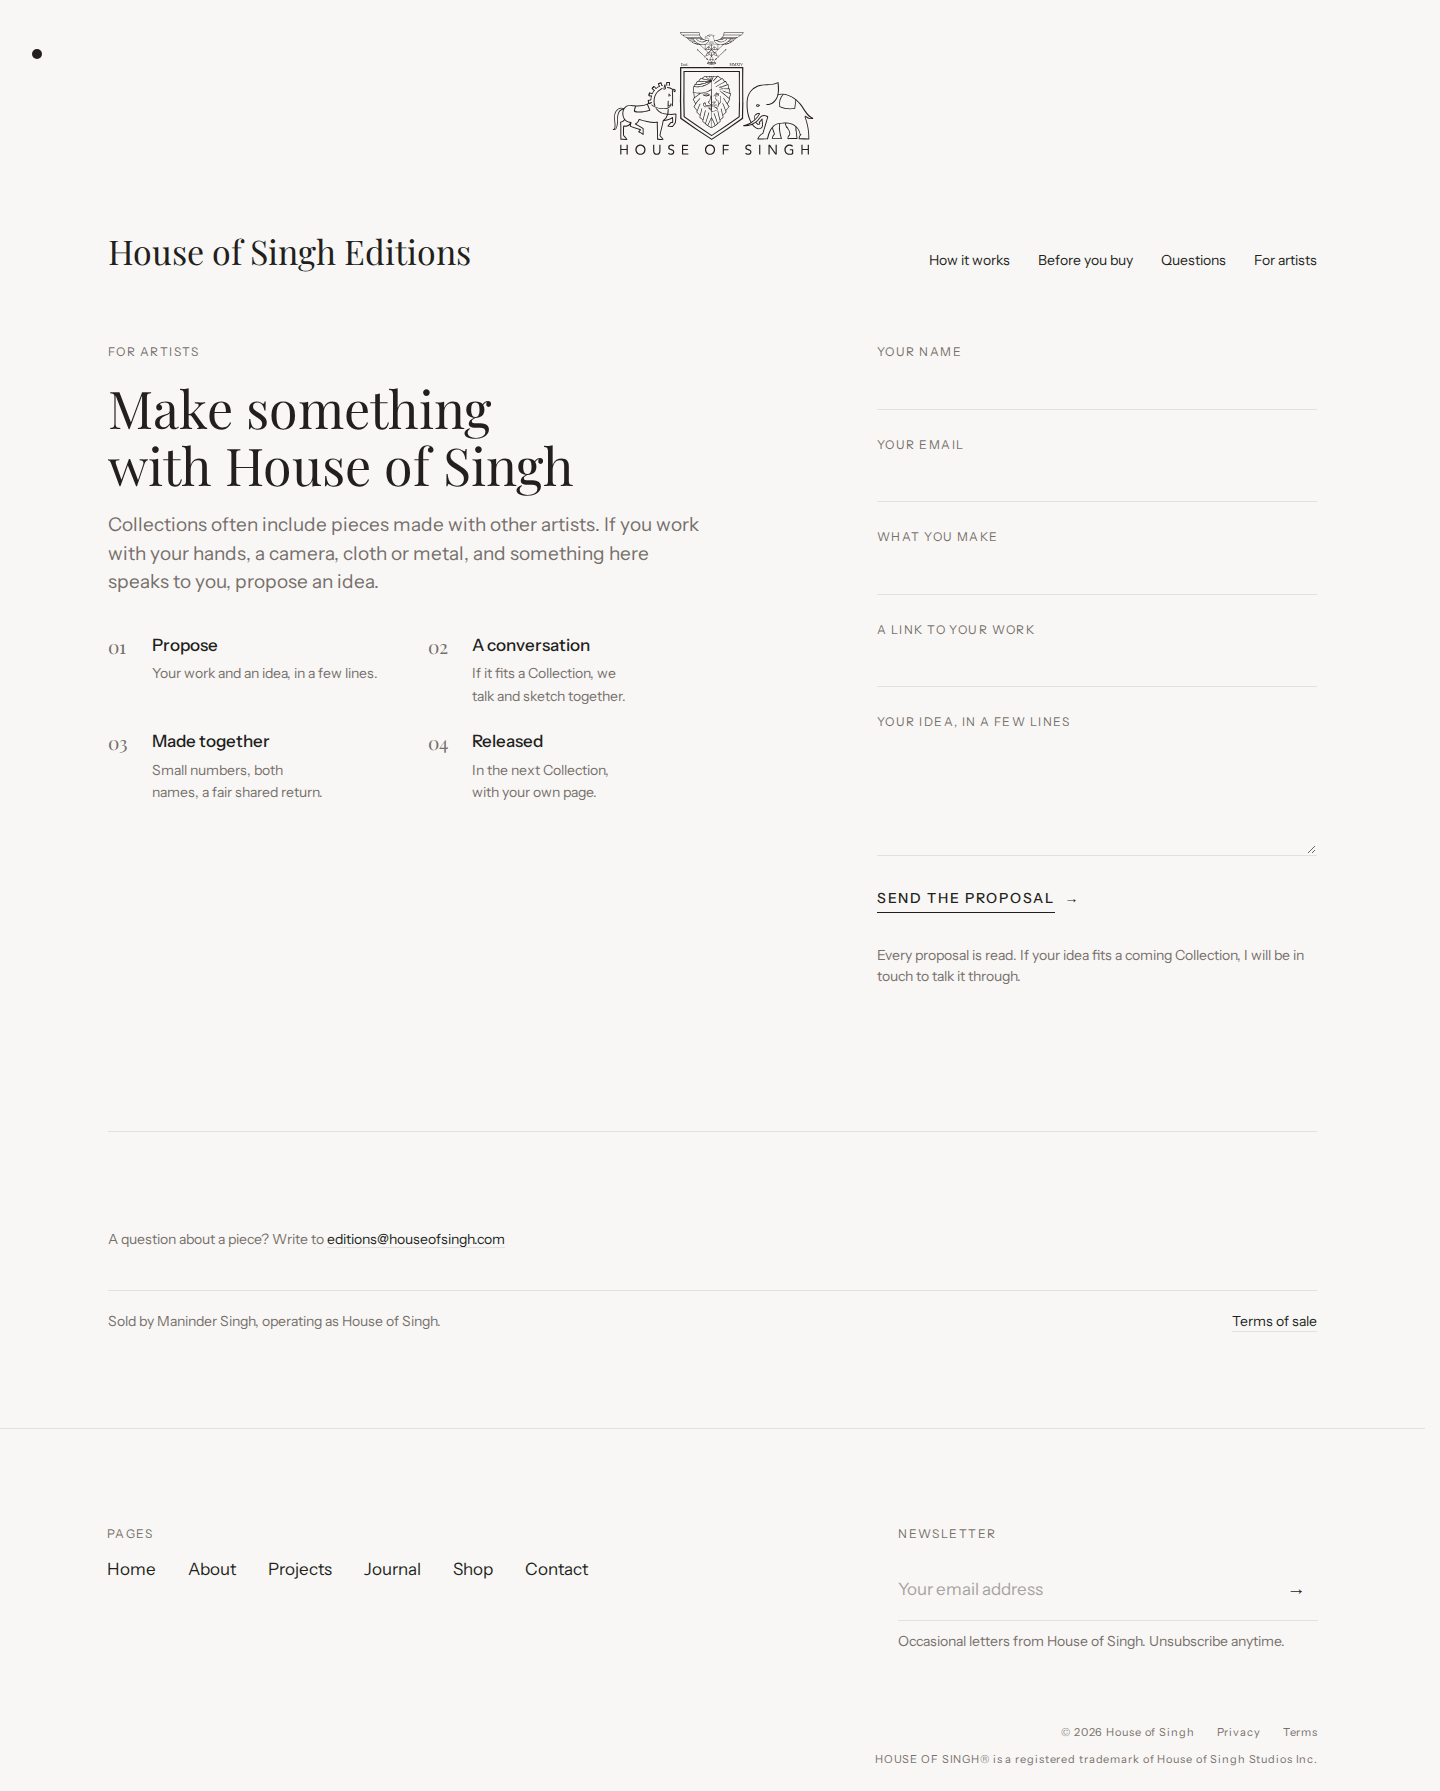 Est.
MMXIV
HOUSE OF SINGH
House of Singh Editions
How it works
Before you buy
Questions
For artists
FOR ARTISTS
Make something
with House of Singh
Collections often include pieces made with other artists. If you work
with your hands, a camera, cloth or metal, and something here
speaks to you, propose an idea.
01
Propose
Your work and an idea, in a few lines.
02
A conversation
If it fits a Collection, we
talk and sketch together.
03
Made together
Small numbers, both
names, a fair shared return.
04
Released
In the next Collection,
with your own page.
YOUR NAME
YOUR EMAIL
WHAT YOU MAKE
A LINK TO YOUR WORK
YOUR IDEA, IN A FEW LINES
SEND THE PROPOSAL →
Every proposal is read. If your idea fits a coming Collection, I will be in
touch to talk it through.
A question about a piece? Write to editions@houseofsingh.com
Sold by Maninder Singh, operating as House of Singh.
Terms of sale
PAGES
Home
About
Projects
Journal
Shop
Contact
NEWSLETTER
Your email address →
Occasional letters from House of Singh. Unsubscribe anytime.
© 2026 House of Singh
Privacy
Terms
HOUSE OF SINGH® is a registered trademark of House of Singh Studios Inc.